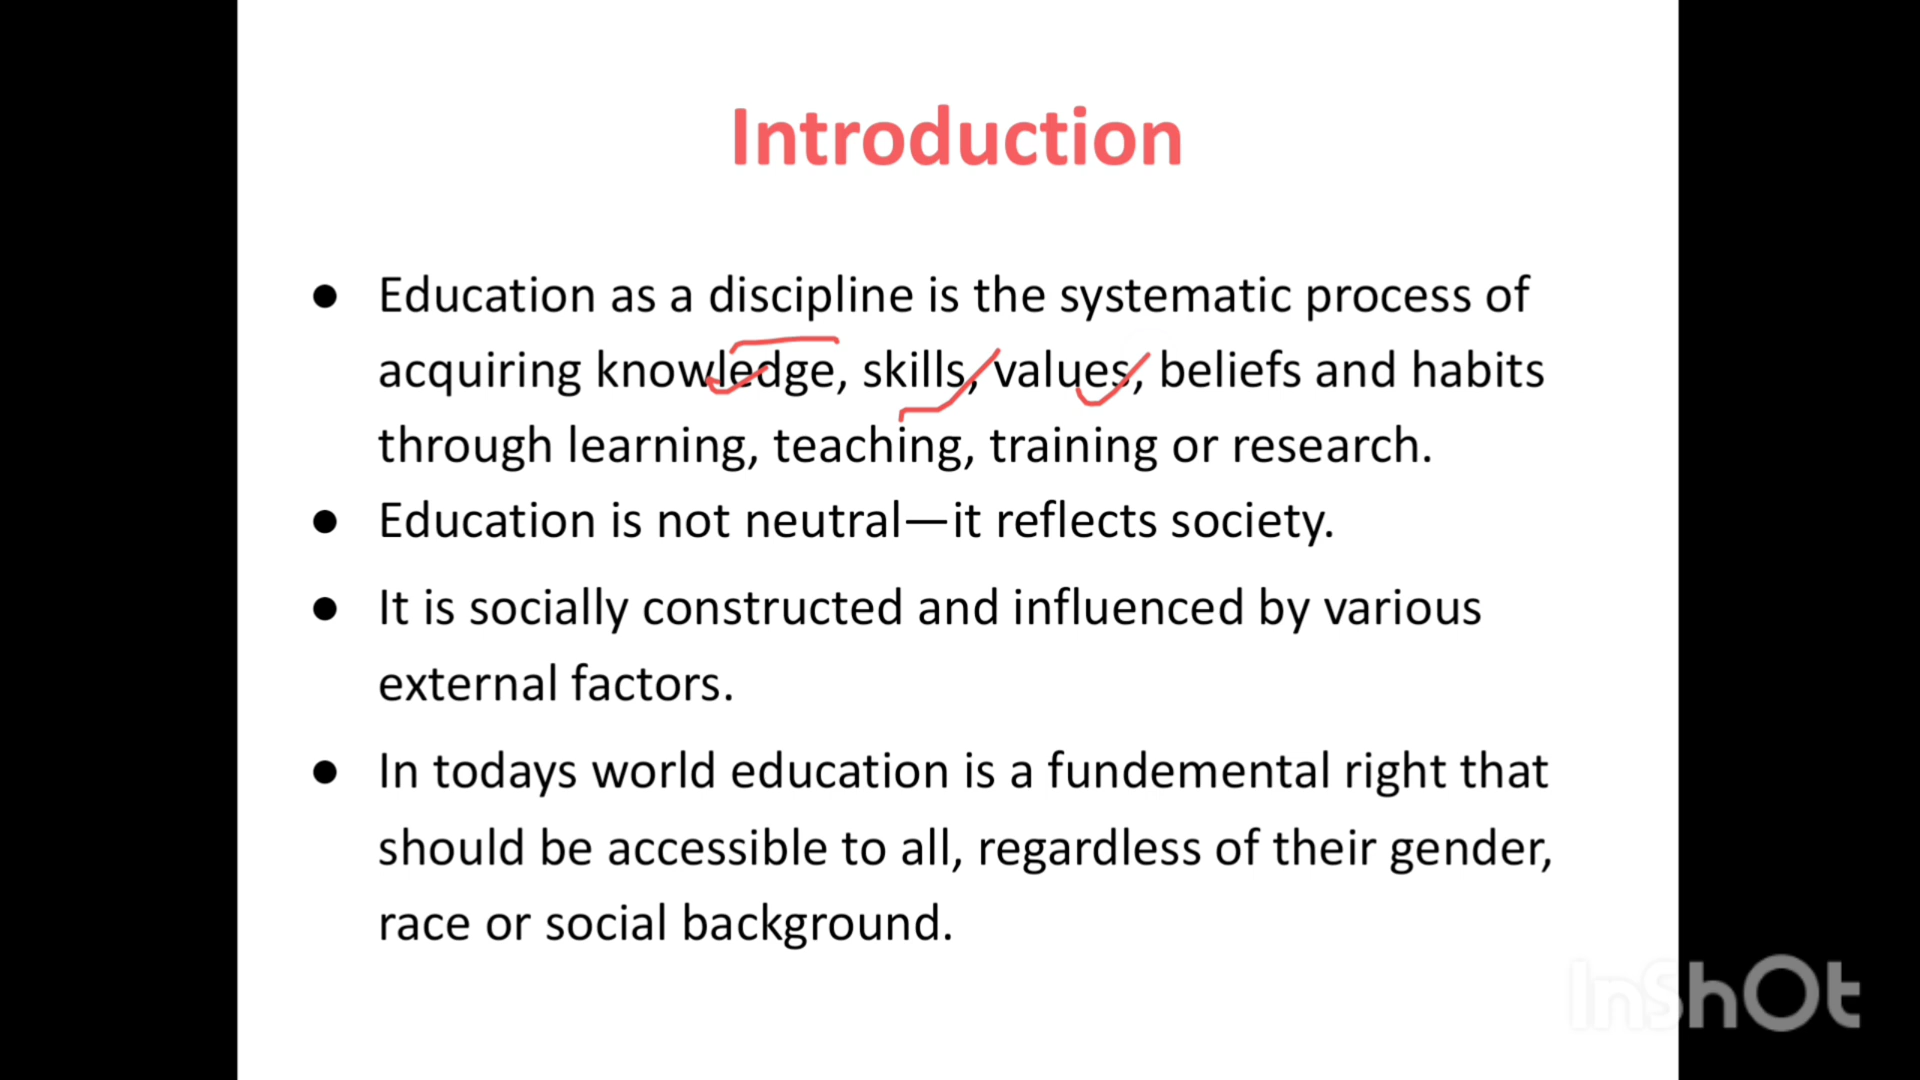 Introduction
● Education as a discipline is the systematic process of
acquiring knowledge, skills, values, beliefs and habits
through learning, teaching, training or research.
● Education is not neutral—it reflects society.
● It is socially constructed and influenced by various
external factors.
● In todays world education is a fundemental right that
should be accessible to all, regardless of their gender,
race or social background.
InShOt